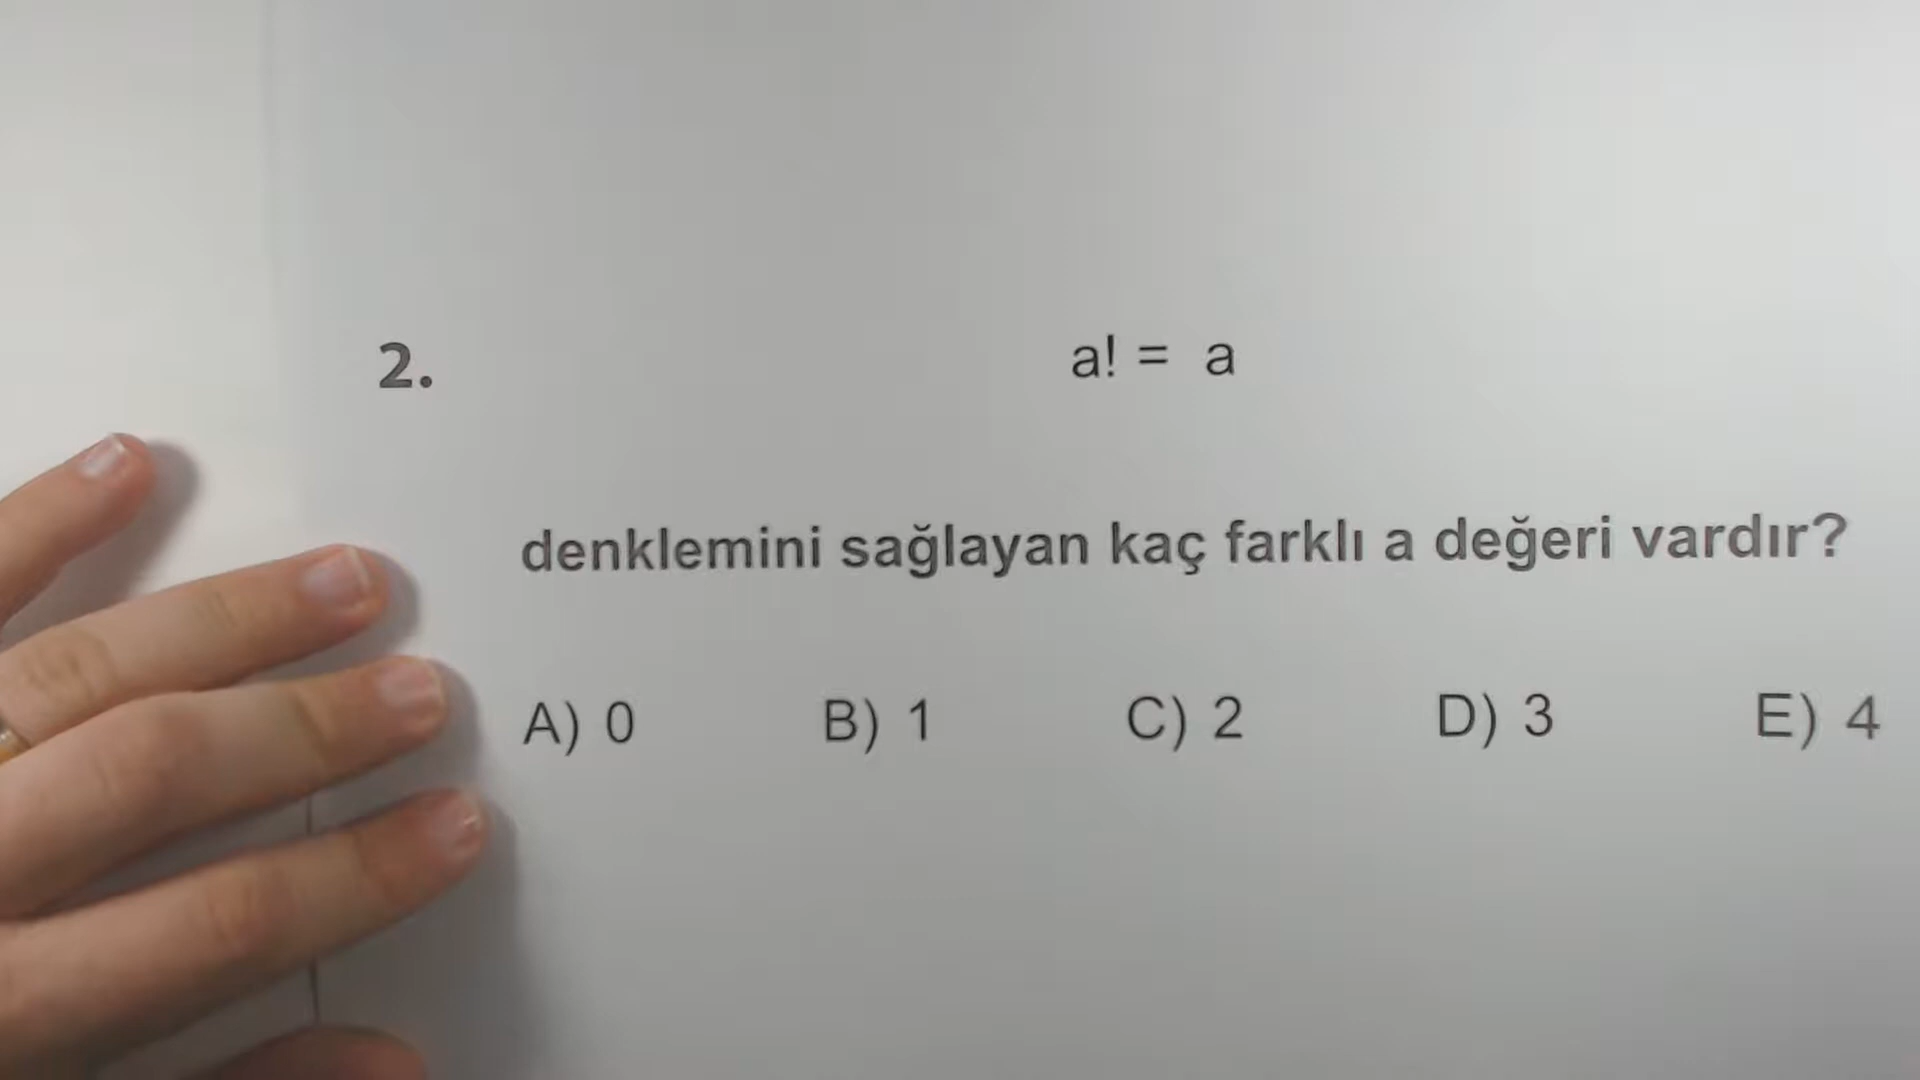 2. a! = a
denklemini sağlayan kaç farklı a değeri vardır?
A) 0 B) 1 C) 2 D) 3 E) 4